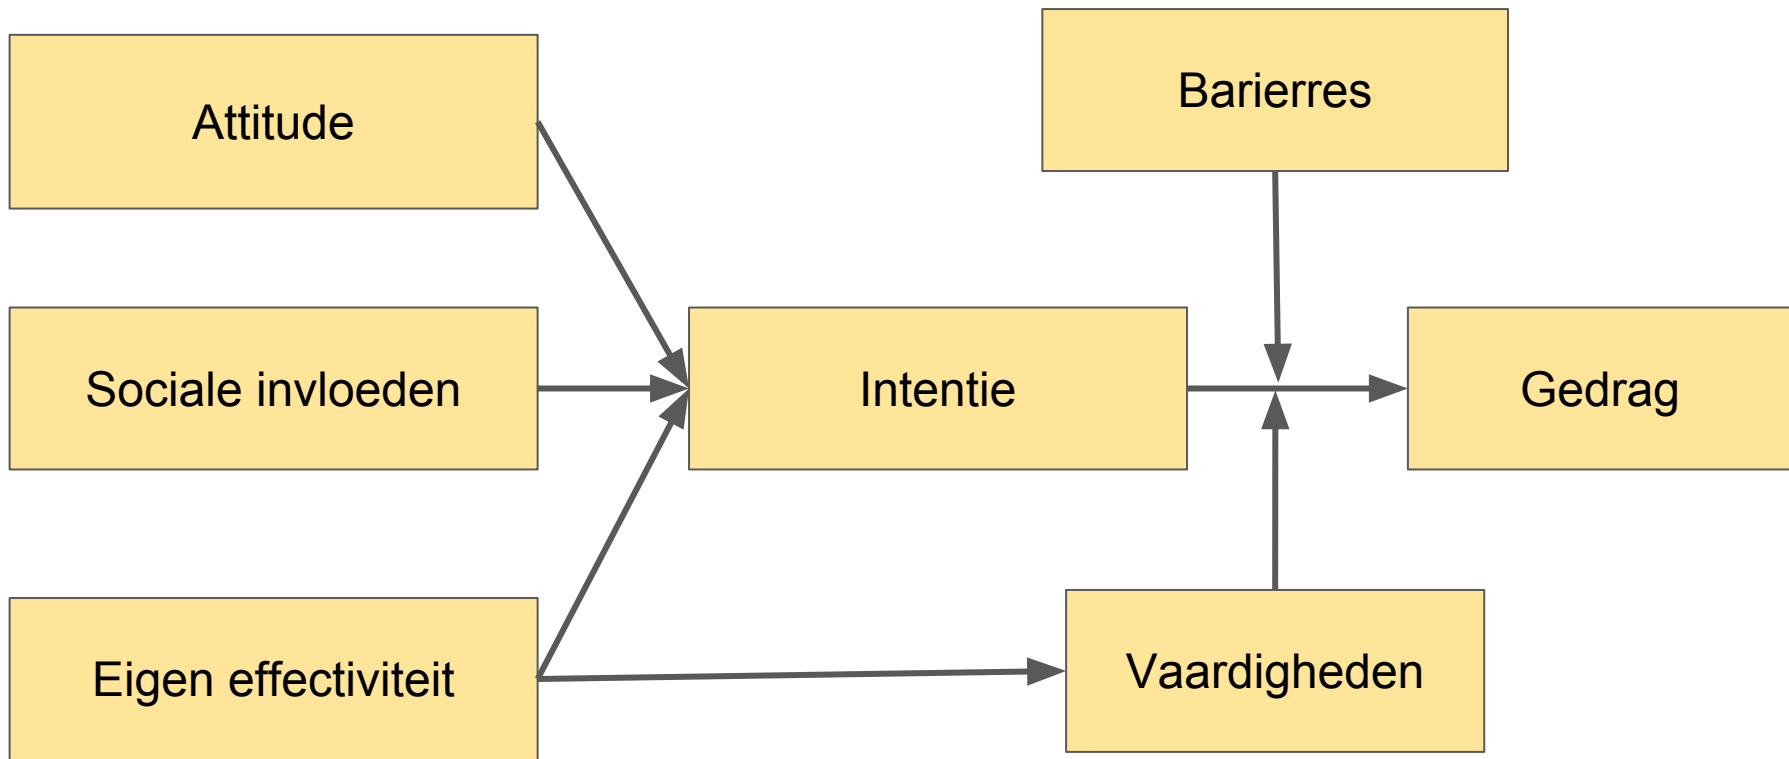 Attitude
Barierres
Sociale invloeden
Intentie
Gedrag
Eigen effectiviteit
Vaardigheden